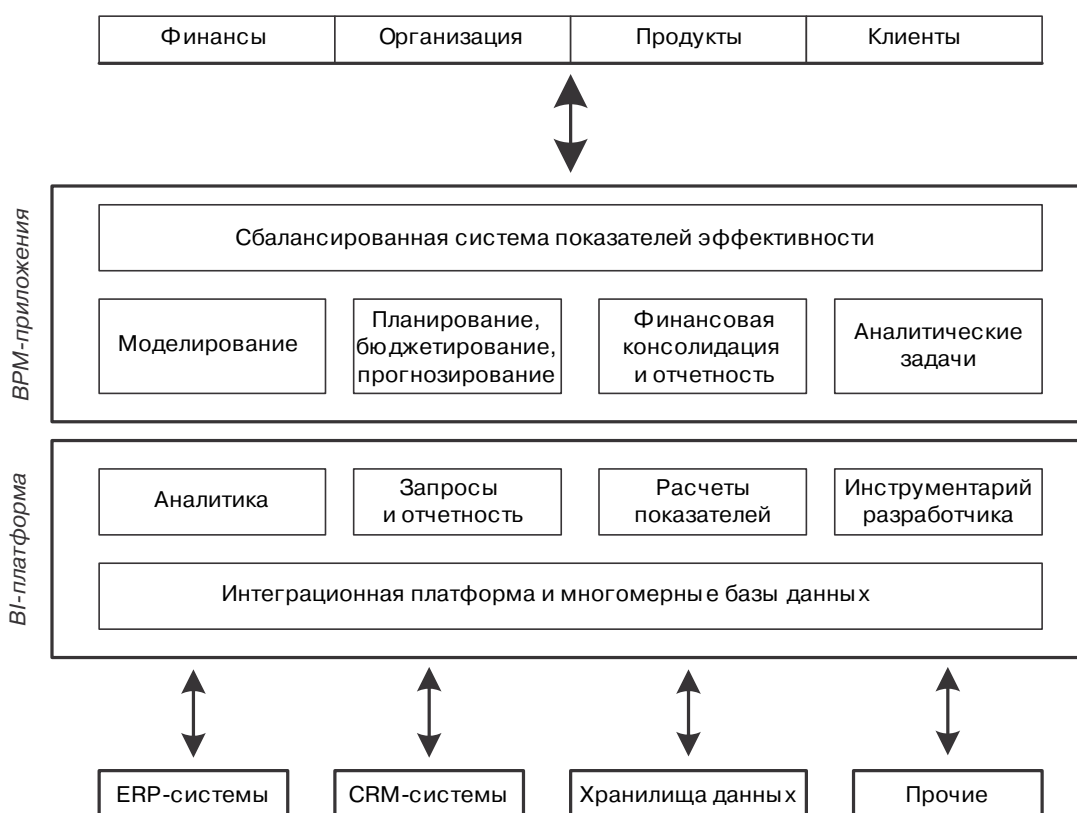 Финансы
Организация
Продукты
Клиенты
BPM-приложения
Сбалансированная система показателей эффективности
Моделирование
Планирование,
бюджетирование,
прогнозирование
Финансовая
консолидация
и отчетность
Аналитические
задачи
BI-платформа
Аналитика
Запросы
и отчетность
Расчеты
показателей
Инструментарий
разработчика
Интеграционная платформа и многомерные базы данных
ERP-системы
CRM-системы
Хранилища данных
Прочие